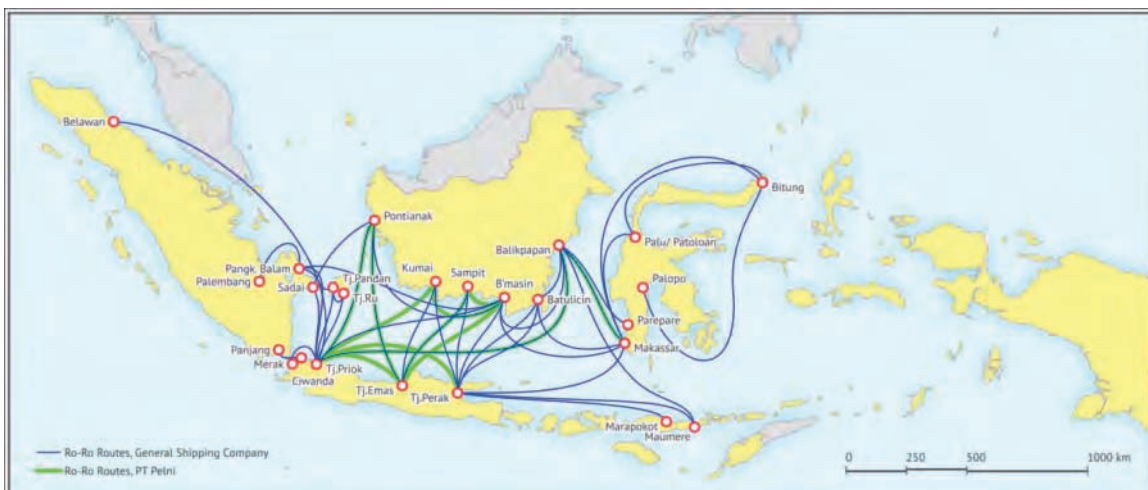 Belawan
Pontianak
Bitung
Balikpapan
Palu/ Patoloan
Pangk. Balam
Tj.Pandan
Kumai
Sampit
Palopo
Palembang
Sadai
Tj.Ru
B'masin
Batulicin
Parepare
Makassar
Panjang
Merak
Tj.Priok
Ciwanda
Tj.Emas
Tj.Perak
Marapokot
Maumere
Ro-Ro Routes, General Shipping Company
Ro-Ro Routes, PT Pelni
0 250 500 1000 km